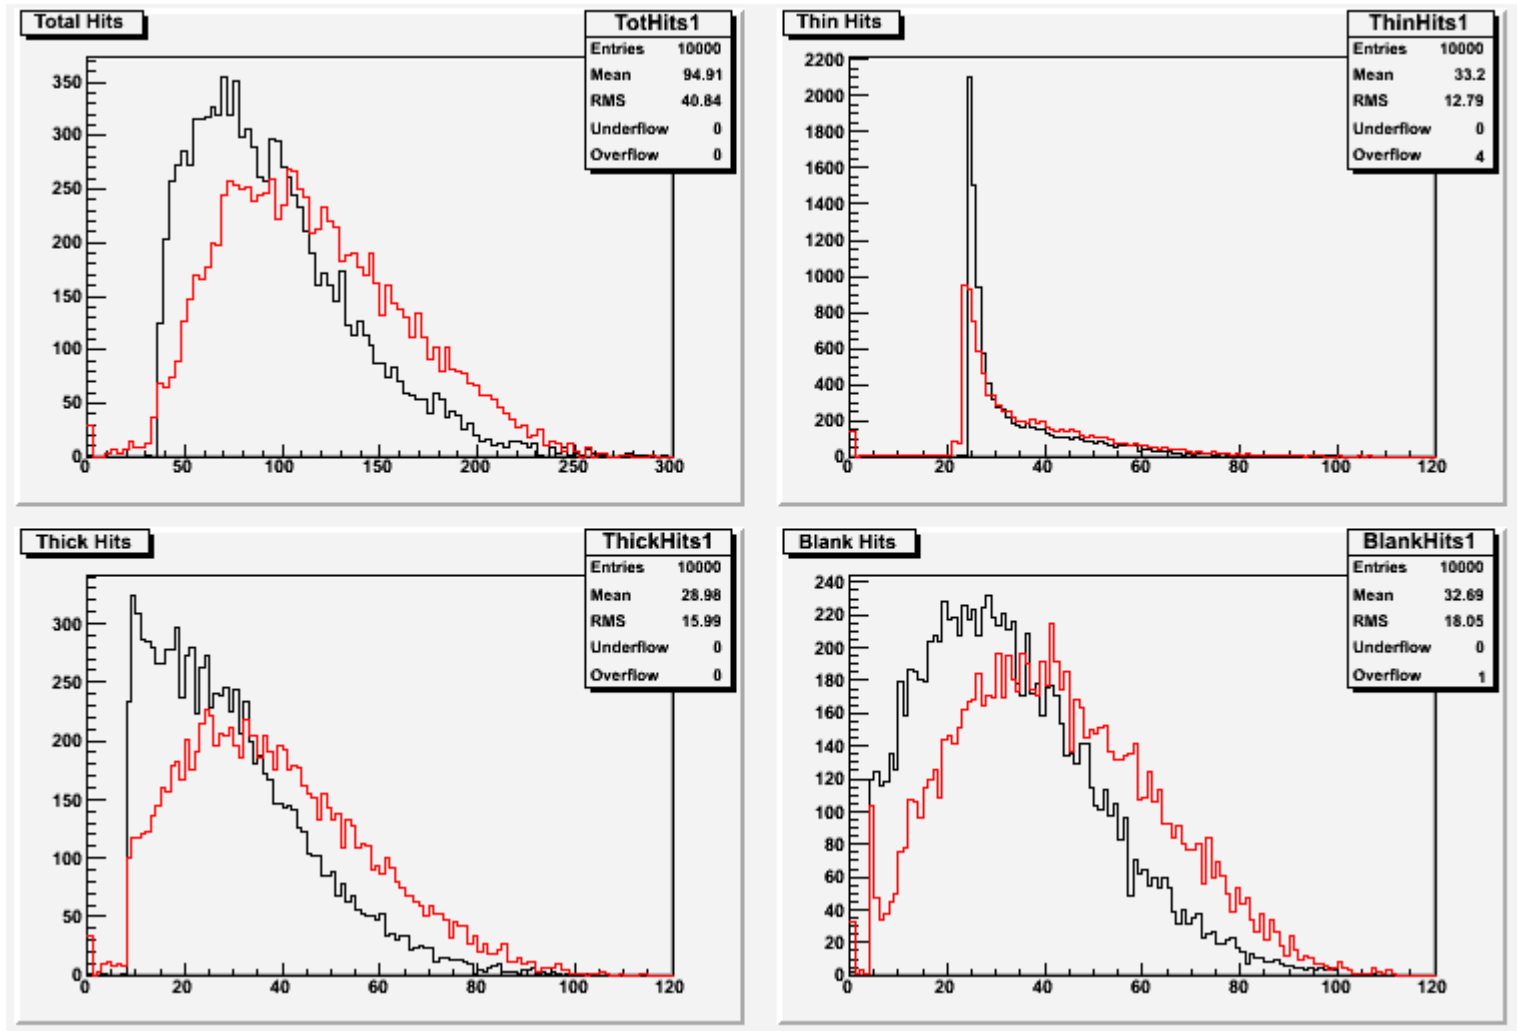 Total Hits
TotHits1
Entries 10000
Mean 94.91
RMS 40.84
Underflow 0
Overflow 0
350
300
250
200
150
100
50
0
0 50 100 150 200 250 300
Thin Hits
ThinHits1
Entries 10000
Mean 33.2
RMS 12.79
Underflow 0
Overflow 4
2200
2000
1800
1600
1400
1200
1000
800
600
400
200
0
0 20 40 60 80 100 120
Thick Hits
ThickHits1
Entries 10000
Mean 28.98
RMS 15.99
Underflow 0
Overflow 0
300
250
200
150
100
50
0
0 20 40 60 80 100 120
Blank Hits
BlankHits1
Entries 10000
Mean 32.69
RMS 18.05
Underflow 0
Overflow 1
240
220
200
180
160
140
120
100
80
60
40
20
0
0 20 40 60 80 100 120